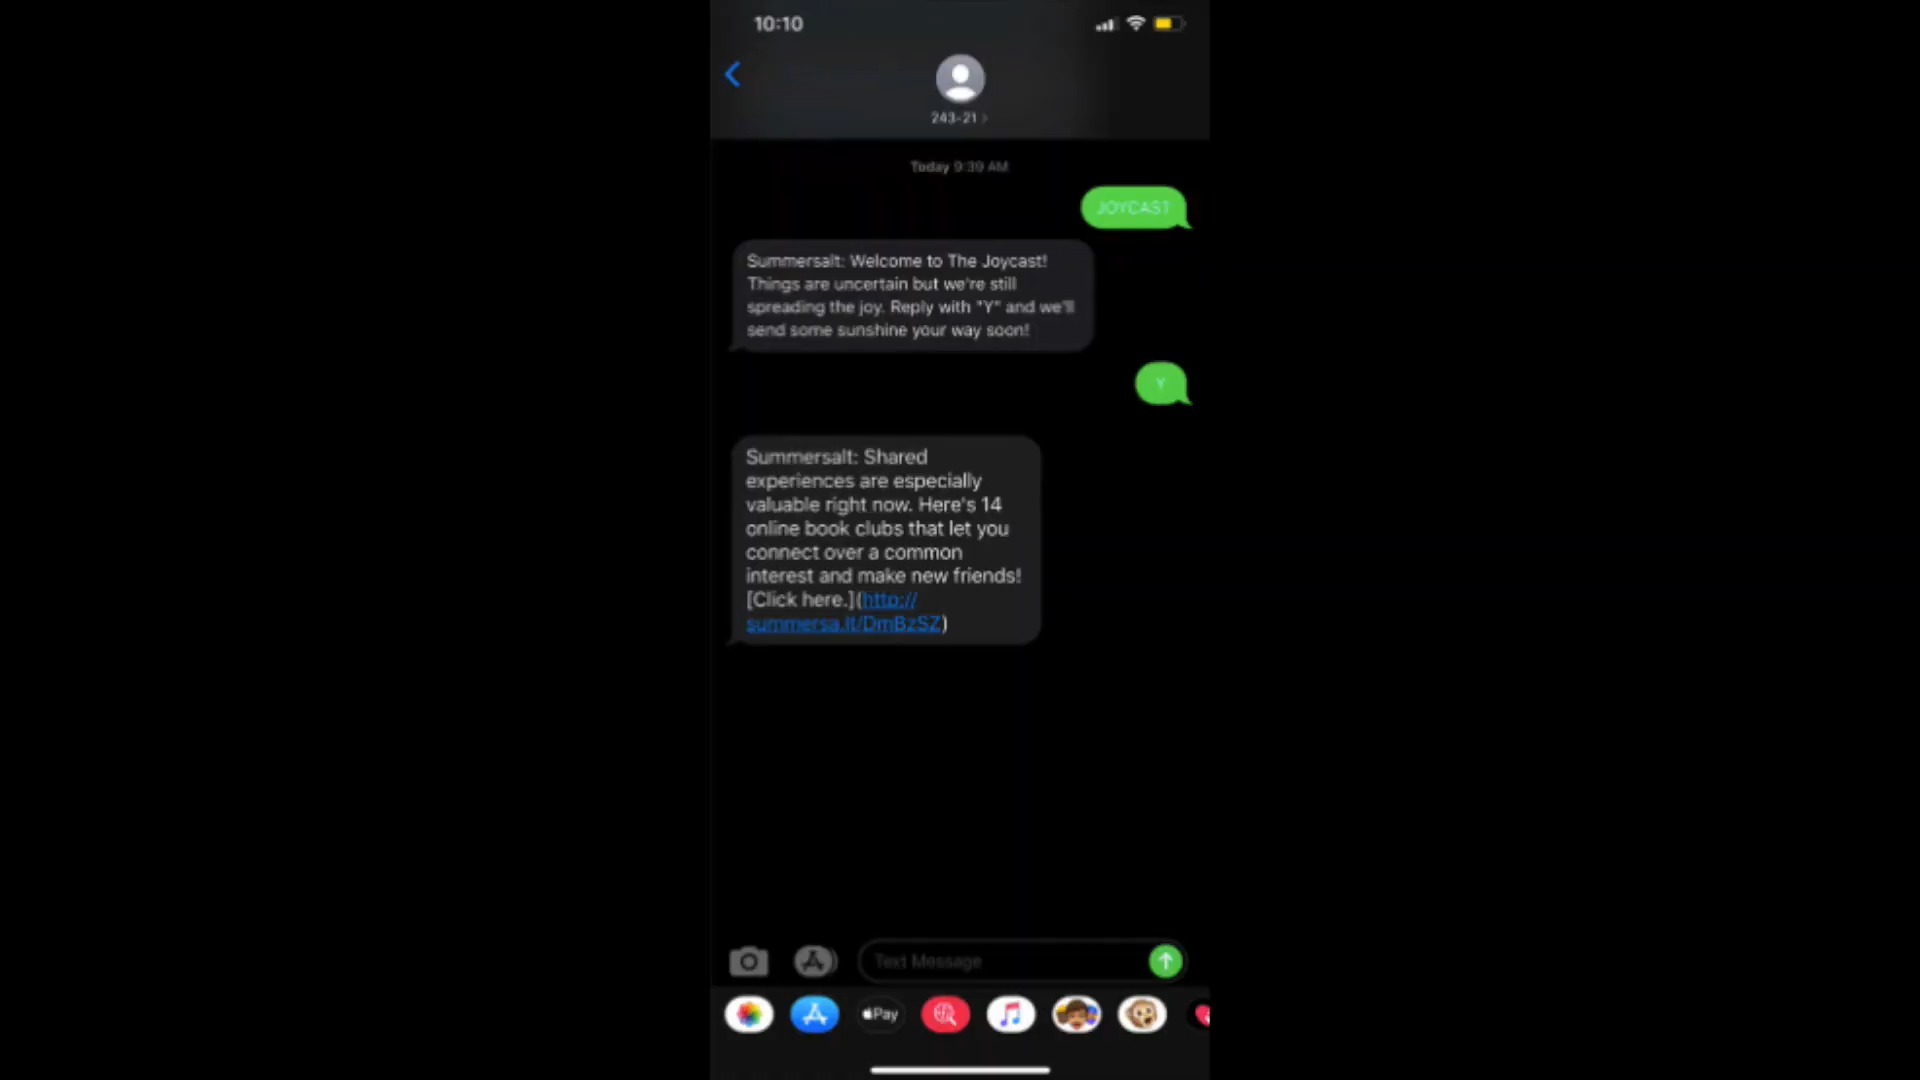 10:10
243-21 >
Today 9:39 AM
JOYCAST
Summersalt: Welcome to The Joycast!
Things are uncertain but we're still
spreading the joy. Reply with "Y" and we'll
send some sunshine your way soon!
Y
Summersalt: Shared
experiences are especially
valuable right now. Here's 14
online book clubs that let you
connect over a common
interest and make new friends!
[Click here.](http://
summersa.lt/DmBzSZ)
Text Message
Pay